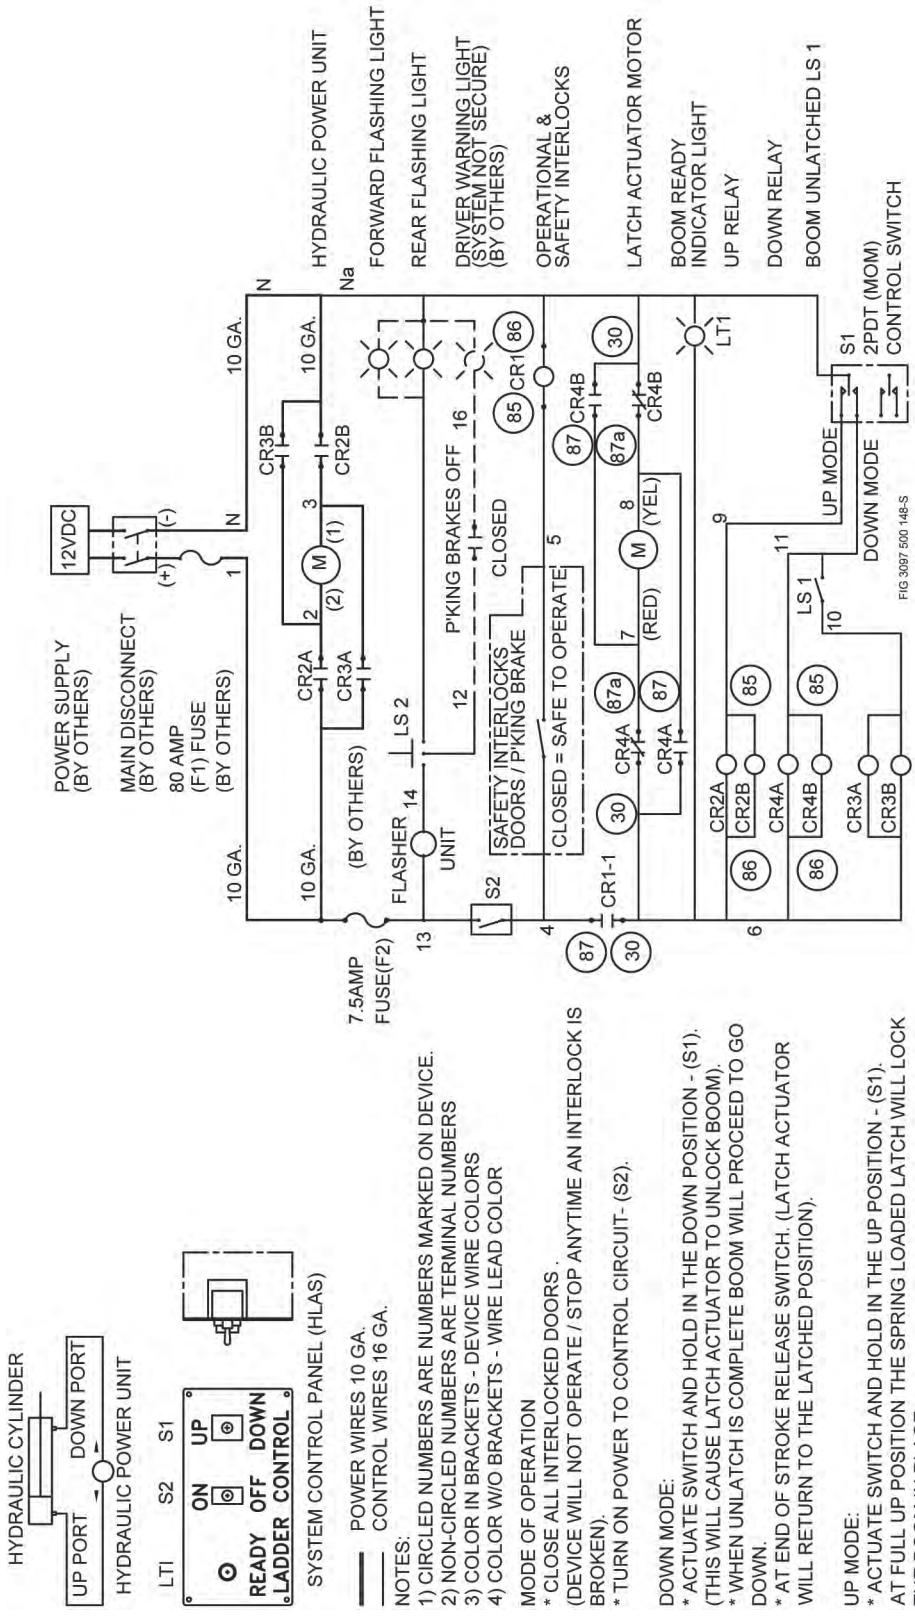 HYDRAULIC CYLINDER
UP PORT
DOWN PORT
HYDRAULIC POWER UNIT
LTI
S2
S1
ON
UP
READY
OFF
DOWN
LADDER CONTROL
SYSTEM CONTROL PANEL (HLAS)
POWER WIRES 10 GA.
CONTROL WIRES 16 GA.
NOTES:
1) CIRCLED NUMBERS ARE NUMBERS MARKED ON DEVICE.
2) NON-CIRCLED NUMBERS ARE TERMINAL NUMBERS
3) COLOR IN BRACKETS - DEVICE WIRE COLORS
4) COLOR W/O BRACKETS - WIRE LEAD COLOR
MODE OF OPERATION
* CLOSE ALL INTERLOCKED DOORS .
(DEVICE WILL NOT OPERATE / STOP ANYTIME AN INTERLOCK IS
BROKEN).
* TURN ON POWER TO CONTROL CIRCUIT- (S2).
DOWN MODE:
* ACTUATE SWITCH AND HOLD IN THE DOWN POSITION - (S1).
(THIS WILL CAUSE LATCH ACTUATOR TO UNLOCK BOOM).
* WHEN UNLATCH IS COMPLETE BOOM WILL PROCEED TO GO
DOWN.
* AT END OF STROKE RELEASE SWITCH. (LATCH ACTUATOR
WILL RETURN TO THE LATCHED POSITION).
UP MODE:
* ACTUATE SWITCH AND HOLD IN THE UP POSITION - (S1).
AT FULL UP POSITION THE SPRING LOADED LATCH WILL LOCK
POWER SUPPLY
(BY OTHERS)
MAIN DISCONNECT
(BY OTHERS)
80 AMP
(F1) FUSE
(BY OTHERS)
12VDC
(+)
(-)
1
N
10 GA.
10 GA.
N
10 GA.
CR2A
CR3A
2
M
(2)
(1)
3
CR3B
CR2B
10 GA.
Na
HYDRAULIC POWER UNIT
(BY OTHERS)
7.5AMP
FUSE(F2)
13
FLASHER
UNIT
14
LS 2
12
P'KING BRAKES OFF
CLOSED
16
FORWARD FLASHING LIGHT
REAR FLASHING LIGHT
DRIVER WARNING LIGHT
(SYSTEM NOT SECURE)
(BY OTHERS)
S2
SAFETY INTERLOCKS
DOORS / P'KING BRAKE
CLOSED = SAFE TO OPERATE
4
5
85
CR1
86
OPERATIONAL &
SAFETY INTERLOCKS
87
30
CR1-1
30
CR4A
CR4A
87a
87
7
(RED)
M
8
(YEL)
87
87a
CR4B
CR4B
30
LATCH ACTUATOR MOTOR
LT1
BOOM READY
INDICATOR LIGHT
6
86
CR2A
CR2B
85
9
UP MODE
UP RELAY
86
CR4A
CR4B
85
11
DOWN MODE
DOWN RELAY
CR3A
CR3B
10
LS 1
BOOM UNLATCHED LS 1
S1
2PDT (MOM)
CONTROL SWITCH
FIG 3097 500 148-S